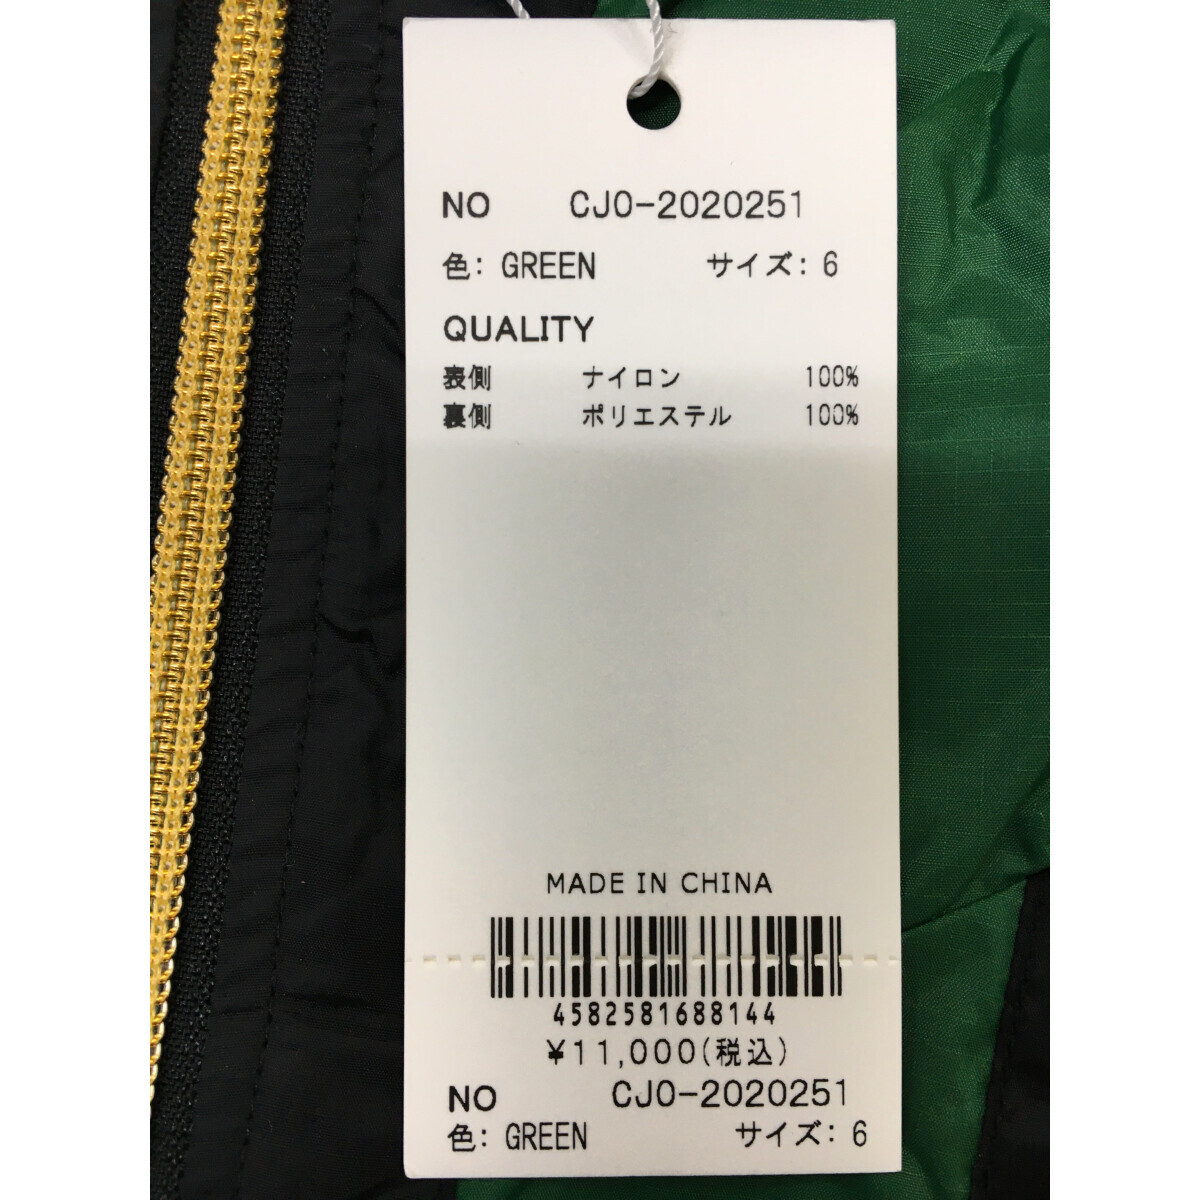 NO CJO-2020251
色: GREEN サイズ: 6
QUALITY
表側 ナイロン 100%
裏側 ポリエステル 100%
MADE IN CHINA
4582581688144
¥11,000(税込)
NO CJO-2020251
色: GREEN サイズ: 6